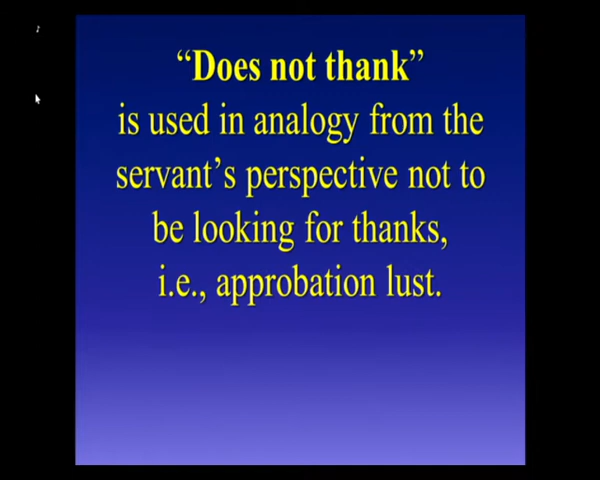 “Does not thank”
is used in analogy from the
servant’s perspective not to
be looking for thanks,
i.e., approbation lust.